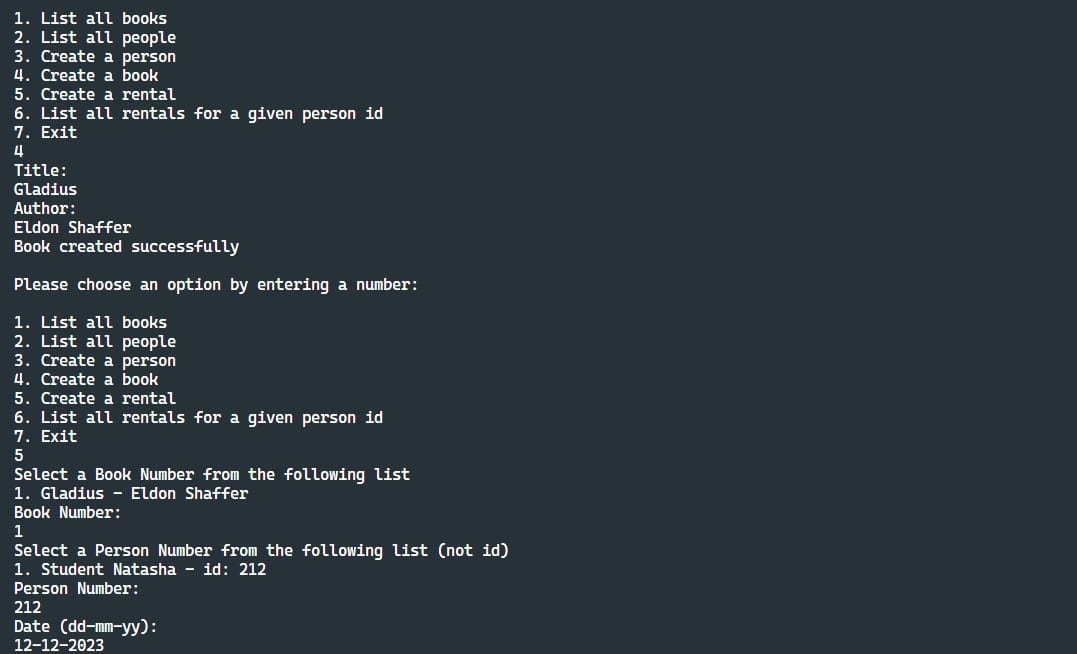 1. List all books
2. List all people
3. Create a person
4. Create a book
5. Create a rental
6. List all rentals for a given person id
7. Exit
4
Title:
Gladius
Author:
Eldon Shaffer
Book created successfully
Please choose an option by entering a number:
1. List all books
2. List all people
3. Create a person
4. Create a book
5. Create a rental
6. List all rentals for a given person id
7. Exit
5
Select a Book Number from the following list
1. Gladius - Eldon Shaffer
Book Number:
1
Select a Person Number from the following list (not id)
1. Student Natasha - id: 212
Person Number:
212
Date (dd-mm-yy):
12-12-2023